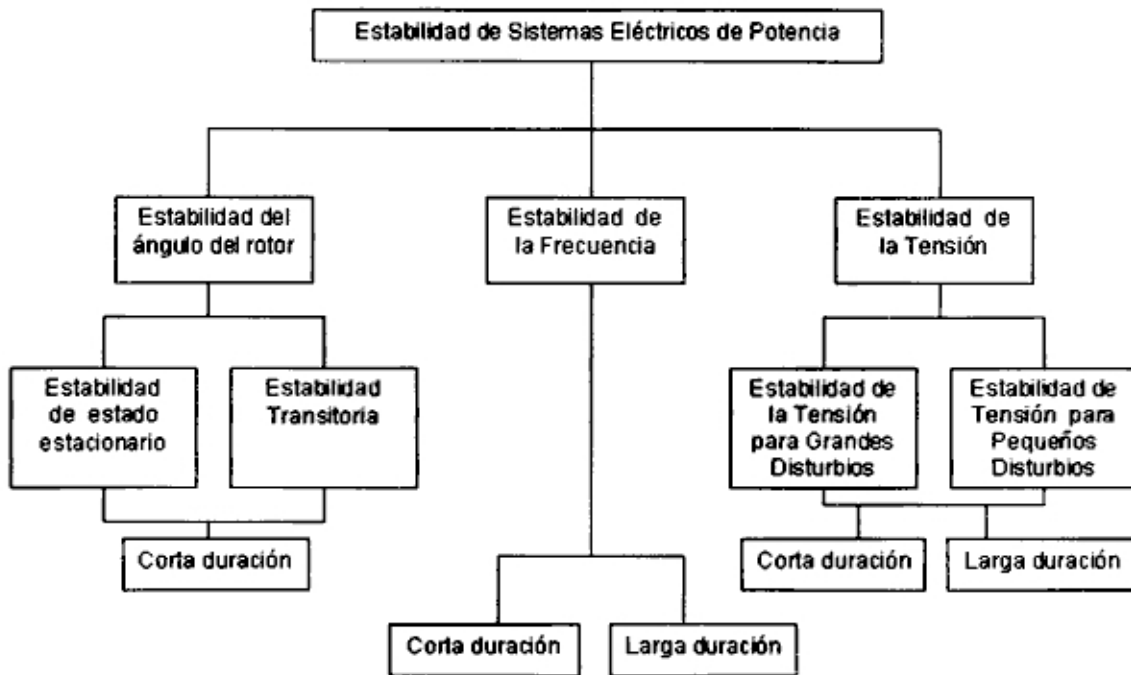 Estabilidad de Sistemas Eléctricos de Potencia
Estabilidad del
ángulo del rotor
Estabilidad de
la Frecuencia
Estabilidad de
la Tensión
Estabilidad
de estado
estacionario
Estabilidad
Transitoria
Estabilidad de
la Tensión
para Grandes
Disturbios
Estabilidad de
Tensión para
Pequeños
Disturbios
Corta duración
Corta duración
Larga duración
Corta duración
Larga duración